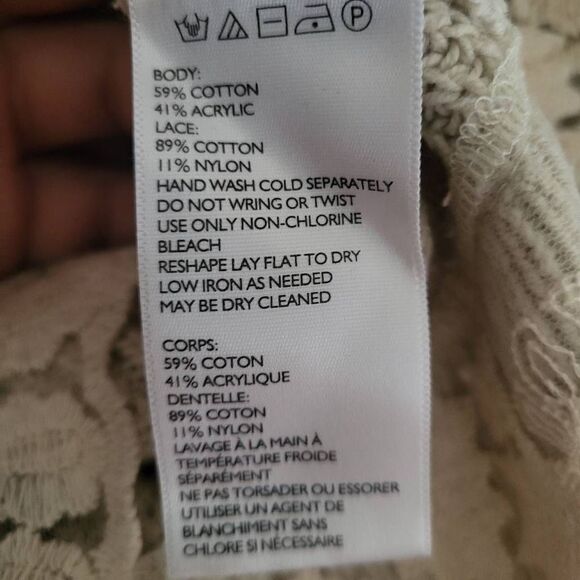 P
BODY:
59% COTTON
41% ACRYLIC
LACE:
89% COTTON
11% NYLON
HAND WASH COLD SEPARATELY
DO NOT WRING OR TWIST
USE ONLY NON-CHLORINE
BLEACH
RESHAPE LAY FLAT TO DRY
LOW IRON AS NEEDED
MAY BE DRY CLEANED
CORPS:
59% COTON
41% ACRYLIQUE
DENTELLE:
89% COTON
11% NYLON
LAVAGE À LA MAIN À
TEMPÉRATURE FROIDE
SÉPARÉMENT
NE PAS TORSADER OU ESSORER
UTILISER UN AGENT DE
BLANCHIMENT SANS
CHLORE SI NÉCESSAIRE